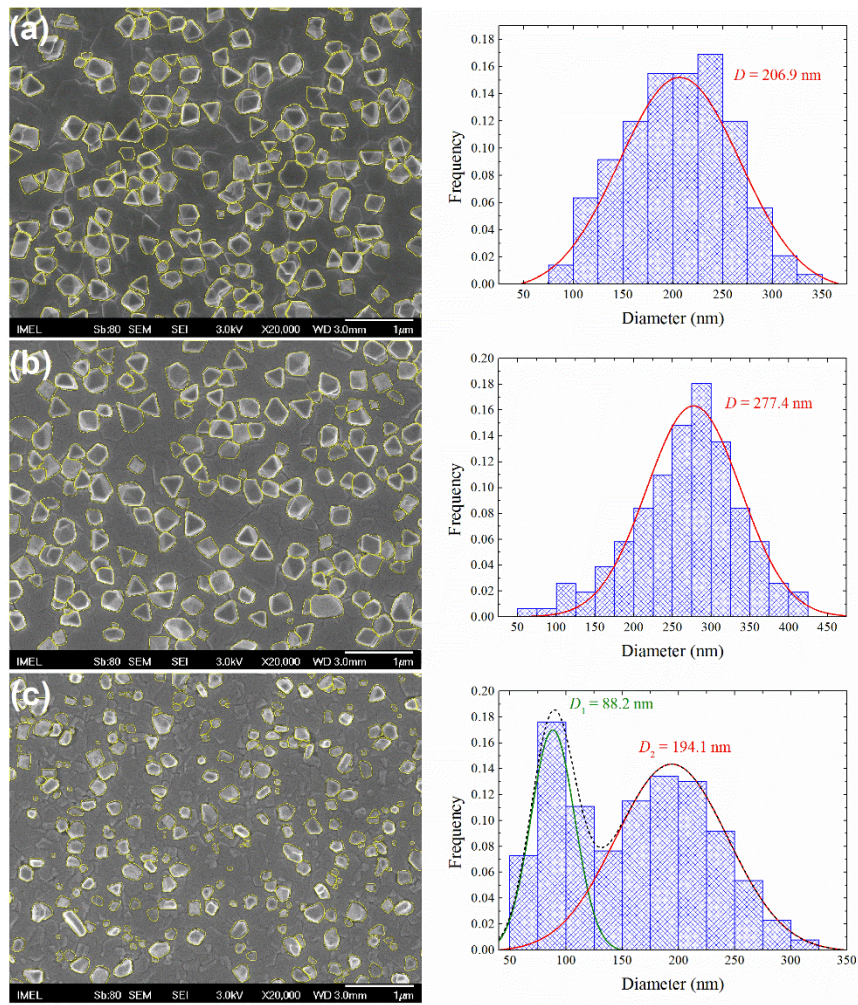 (a)
IMEL Sb:80 SEM SEI 3.0kV X20,000 WD 3.0mm 1µm
0.18
0.16
0.14
0.12
0.10
0.08
0.06
0.04
0.02
0.00
Frequency
D = 206.9 nm
50 100 150 200 250 300 350
Diameter (nm)
(b)
IMEL Sb:80 SEM SEI 3.0kV X20,000 WD 3.0mm 1µm
0.20
0.18
0.16
0.14
0.12
0.10
0.08
0.06
0.04
0.02
0.00
Frequency
D = 277.4 nm
50 100 150 200 250 300 350 400 450
Diameter (nm)
(c)
IMEL Sb:80 SEM SEI 3.0kV X20,000 WD 3.0mm 1µm
0.20
0.18
0.16
0.14
0.12
0.10
0.08
0.06
0.04
0.02
0.00
Frequency
D₁ = 88.2 nm
D₂ = 194.1 nm
50 100 150 200 250 300 350
Diameter (nm)